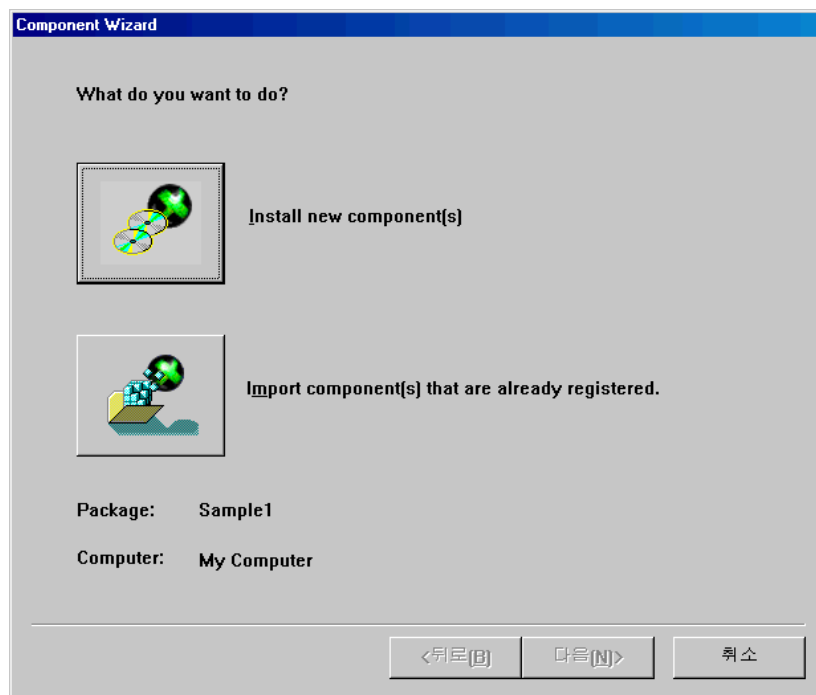 Component Wizard
What do you want to do?
Install new component(s)
Import component(s) that are already registered.
Package: Sample1
Computer: My Computer
<뒤로(B) 다음(N)> 취소